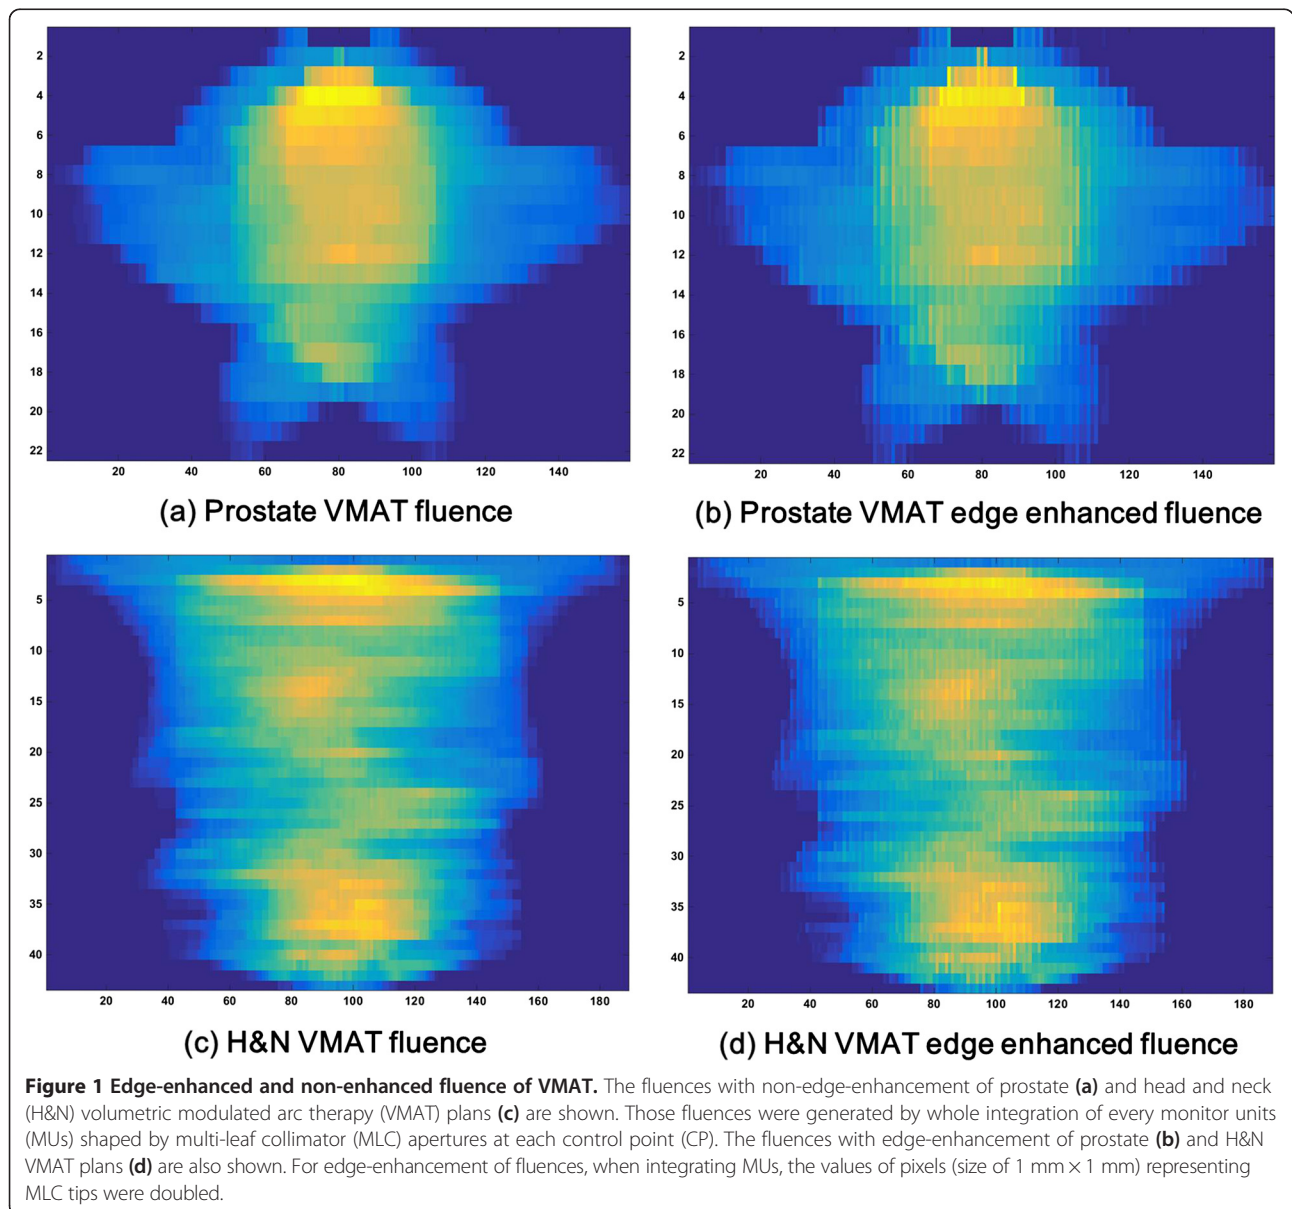 2
4
6
8
10
12
14
16
18
20
22
20 40 60 80 100 120 140
(a) Prostate VMAT fluence
2
4
6
8
10
12
14
16
18
20
22
20 40 60 80 100 120 140
(b) Prostate VMAT edge enhanced fluence
5
10
15
20
25
30
35
40
20 40 60 80 100 120 140 160 180
(c) H&N VMAT fluence
5
10
15
20
25
30
35
40
20 40 60 80 100 120 140 160 180
(d) H&N VMAT edge enhanced fluence
Figure 1 Edge-enhanced and non-enhanced fluence of VMAT. The fluences with non-edge-enhancement of prostate (a) and head and neck
(H&N) volumetric modulated arc therapy (VMAT) plans (c) are shown. Those fluences were generated by whole integration of every monitor units
(MUs) shaped by multi-leaf collimator (MLC) apertures at each control point (CP). The fluences with edge-enhancement of prostate (b) and H&N
VMAT plans (d) are also shown. For edge-enhancement of fluences, when integrating MUs, the values of pixels (size of 1 mm × 1 mm) representing
MLC tips were doubled.